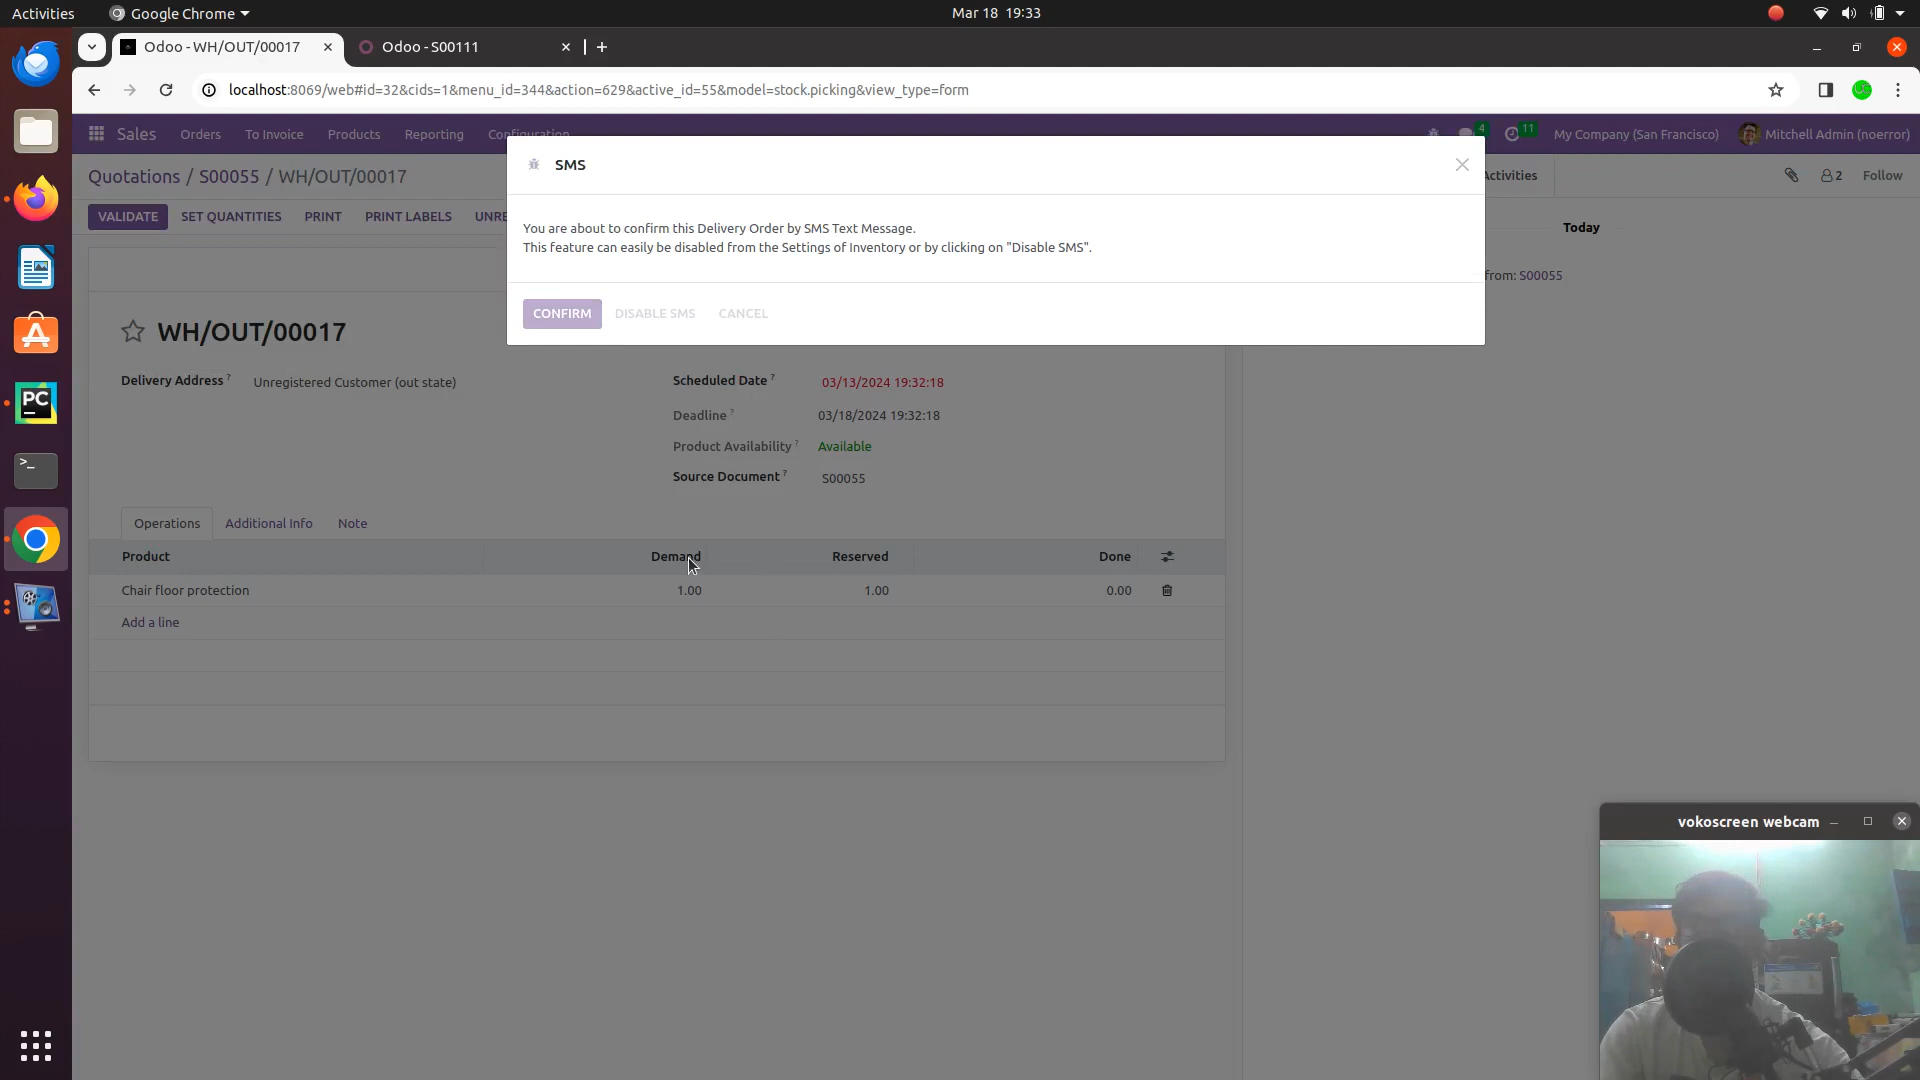 Activities
Google Chrome
Mar 18 19:33
Odoo - WH/OUT/00017
Odoo - S00111
localhost:8069/web#id=32&cids=1&menu_id=344&action=629&active_id=55&model=stock.picking&view_type=form
Sales
Orders
To Invoice
Products
Reporting
Configuration
4
11
My Company (San Francisco)
Mitchell Admin (noerror)
Quotations / S00055 / WH/OUT/00017
Activities
2
Follow
VALIDATE
SET QUANTITIES
PRINT
PRINT LABELS
UNRE
SMS
You are about to confirm this Delivery Order by SMS Text Message.
This feature can easily be disabled from the Settings of Inventory or by clicking on "Disable SMS".
CONFIRM
DISABLE SMS
CANCEL
Today
from: S00055
WH/OUT/00017
Delivery Address ?
Unregistered Customer (out state)
Scheduled Date ?
03/13/2024 19:32:18
Deadline ?
03/18/2024 19:32:18
Product Availability ?
Available
Source Document ?
S00055
Operations
Additional Info
Note
Product
Demand
Reserved
Done
Chair floor protection
1.00
1.00
0.00
Add a line
vokoscreen webcam
PC
>_